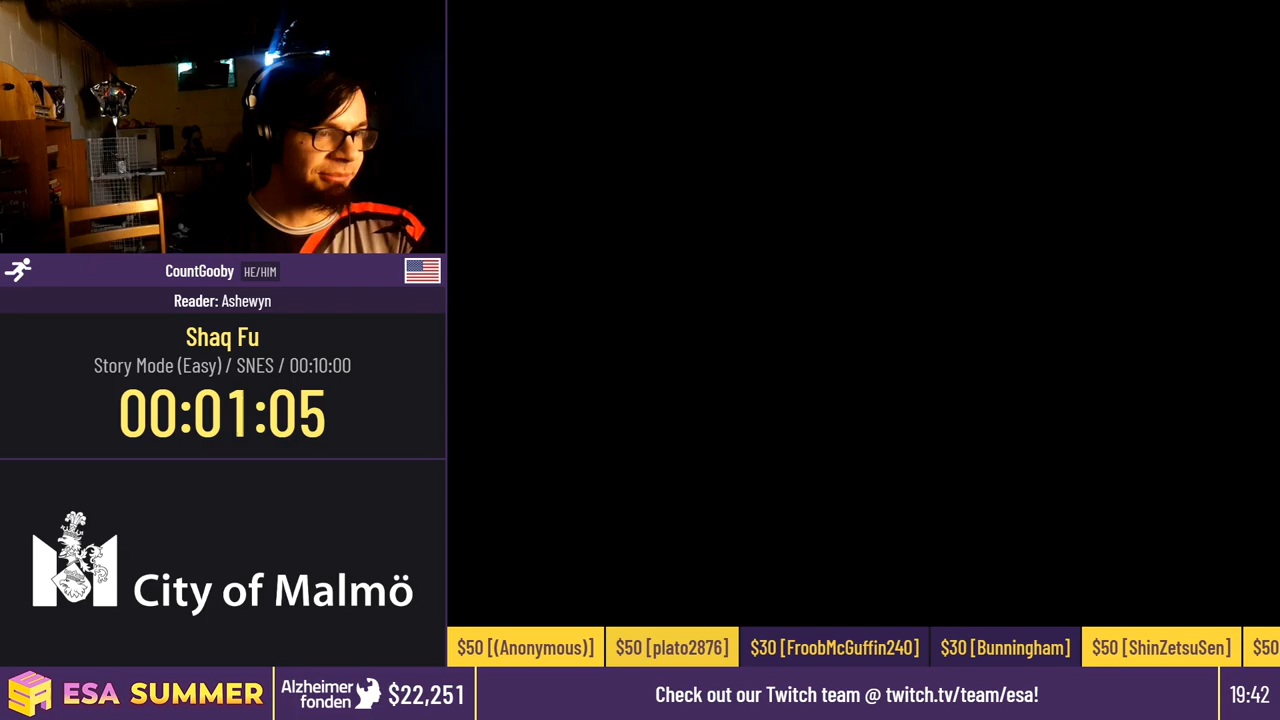 CountGooby HE/HIM
Reader: Ashewyn
Shaq Fu
Story Mode (Easy) / SNES / 00:10:00
00:01:05
City of Malmö
$50 [(Anonymous)] $50 [plato2876] $30 [FroobMcGuffin240] $30 [Bunningham] $50 [ShinZetsuSen] $50
ESA SUMMER
Alzheimer
fonden
$22,251
Check out our Twitch team @ twitch.tv/team/esa!
19:42